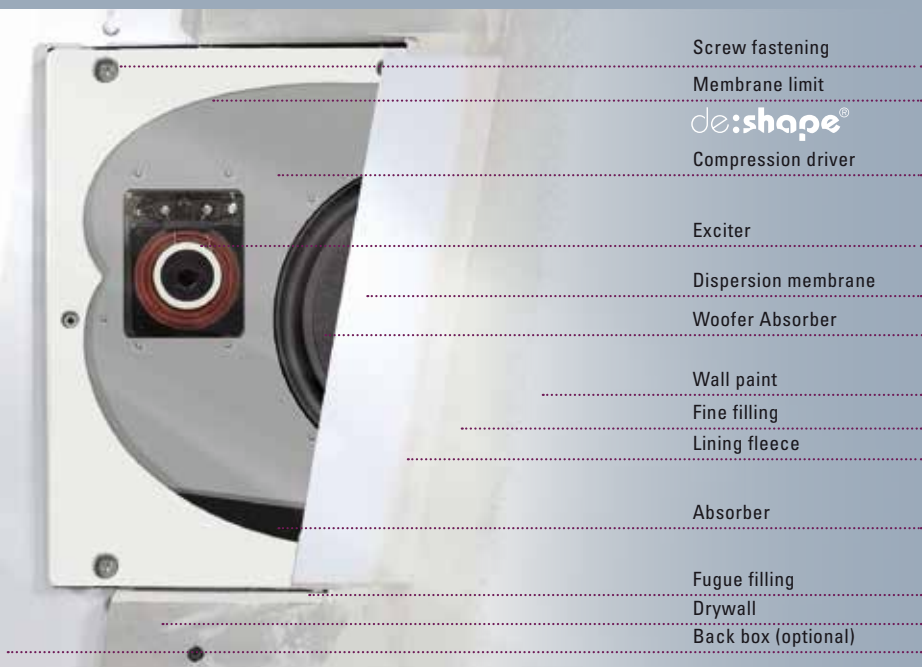 Screw fastening
Membrane limit
de:shape®
Compression driver
Exciter
Dispersion membrane
Woofer Absorber
Wall paint
Fine filling
Lining fleece
Absorber
Fugue filling
Drywall
Back box (optional)